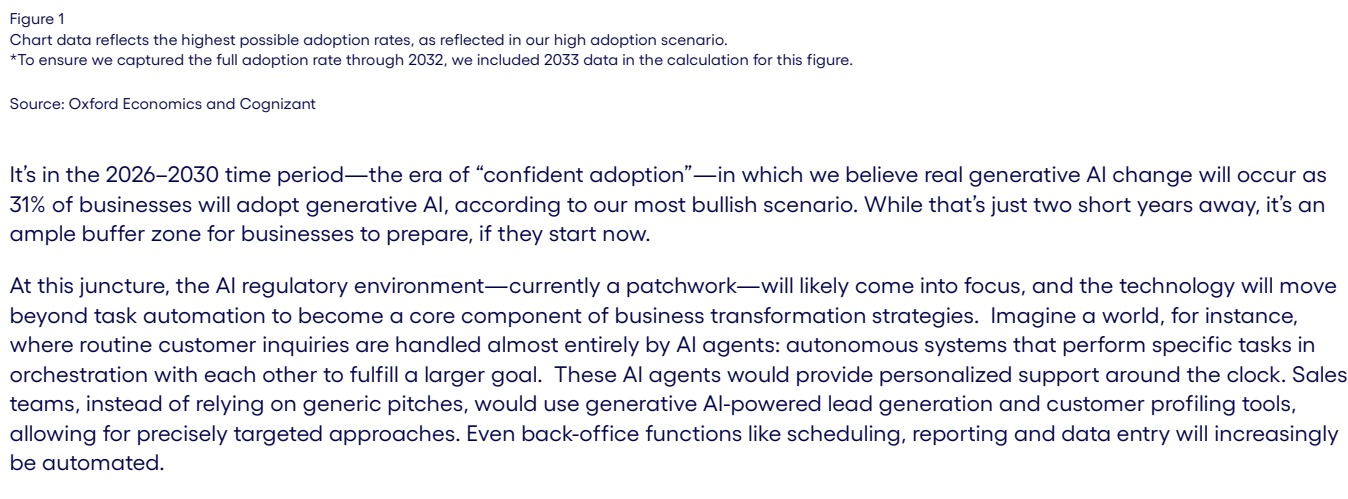 Figure 1
Chart data reflects the highest possible adoption rates, as reflected in our high adoption scenario.
*To ensure we captured the full adoption rate through 2032, we included 2033 data in the calculation for this figure.
Source: Oxford Economics and Cognizant
It’s in the 2026–2030 time period—the era of “confident adoption”—in which we believe real generative AI change will occur as
31% of businesses will adopt generative AI, according to our most bullish scenario. While that’s just two short years away, it’s an
ample buffer zone for businesses to prepare, if they start now.
At this juncture, the AI regulatory environment—currently a patchwork—will likely come into focus, and the technology will move
beyond task automation to become a core component of business transformation strategies.  Imagine a world, for instance,
where routine customer inquiries are handled almost entirely by AI agents: autonomous systems that perform specific tasks in
orchestration with each other to fulfill a larger goal.  These AI agents would provide personalized support around the clock. Sales
teams, instead of relying on generic pitches, would use generative AI-powered lead generation and customer profiling tools,
allowing for precisely targeted approaches. Even back-office functions like scheduling, reporting and data entry will increasingly
be automated.